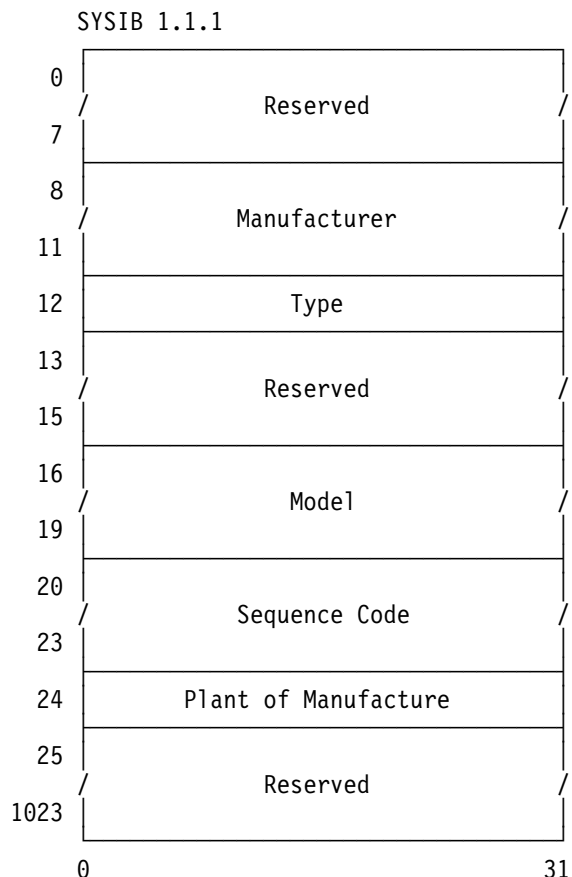 SYSIB 1.1.1
0
Reserved
7
8
Manufacturer
11
12 Type
13
Reserved
15
16
Model
19
20
Sequence Code
23
24 Plant of Manufacture
25
Reserved
1023
0 31